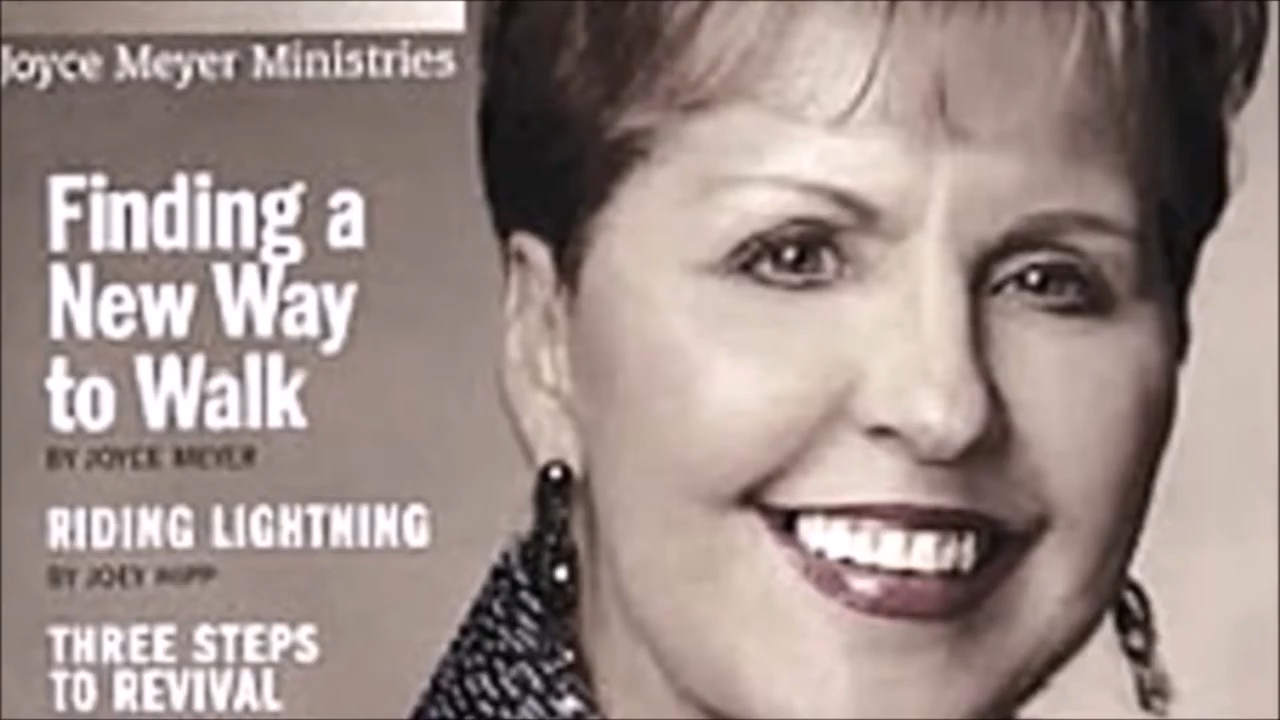 Joyce Meyer Ministries
Finding a
New Way
to Walk
BY JOYCE MEYER
RIDING LIGHTNING
BY JOEY HIPP
THREE STEPS
TO REVIVAL